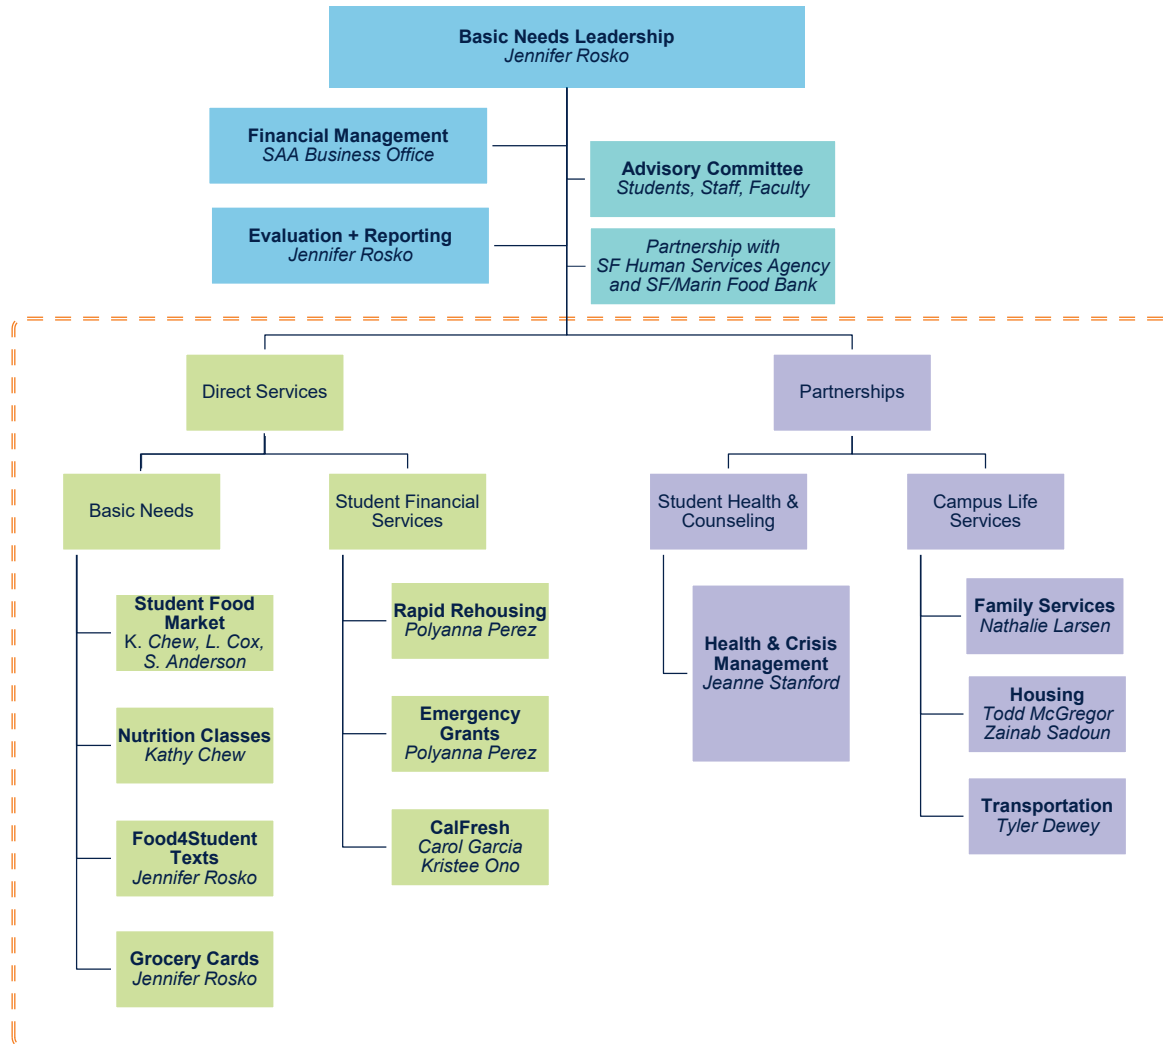 Basic Needs Leadership
Jennifer Rosko
Financial Management
SAA Business Office
Advisory Committee
Students, Staff, Faculty
Evaluation + Reporting
Jennifer Rosko
Partnership with
SF Human Services Agency
and SF/Marin Food Bank
Direct Services
Partnerships
Basic Needs
Student Financial
Services
Student Health &
Counseling
Campus Life
Services
Student Food
Market
K. Chew, L. Cox,
S. Anderson
Nutrition Classes
Kathy Chew
Food4Student
Texts
Jennifer Rosko
Grocery Cards
Jennifer Rosko
Rapid Rehousing
Polyanna Perez
Emergency
Grants
Polyanna Perez
CalFresh
Carol Garcia
Kristee Ono
Health & Crisis
Management
Jeanne Stanford
Family Services
Nathalie Larsen
Housing
Todd McGregor
Zainab Sadoun
Transportation
Tyler Dewey